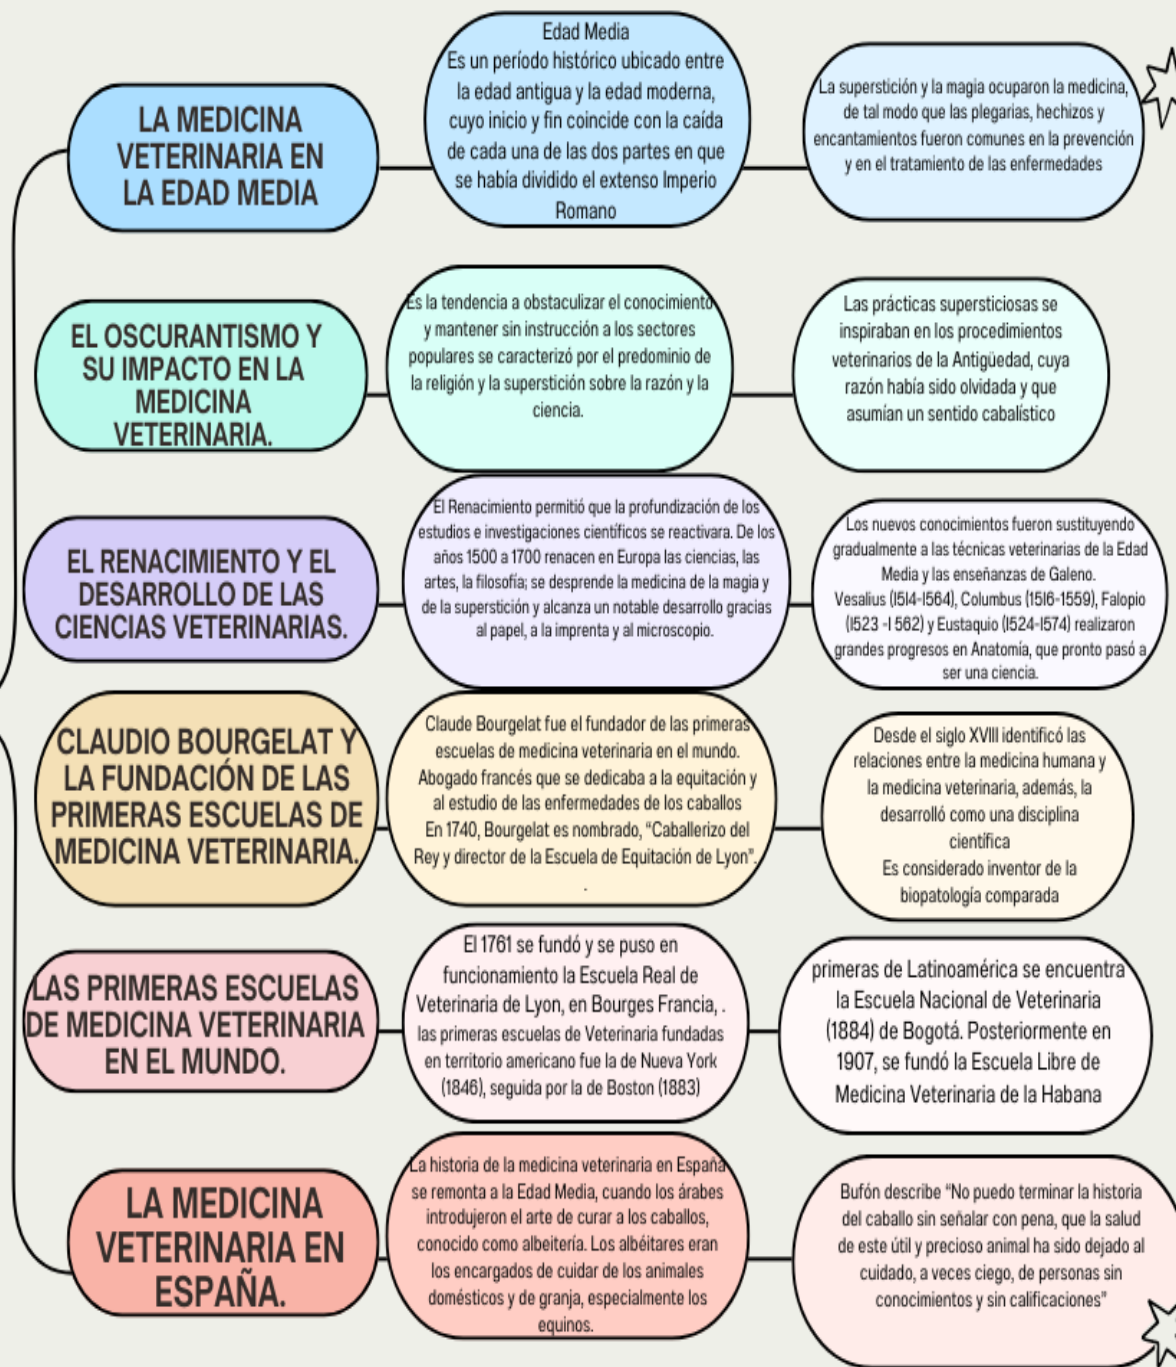 LA MEDICINA
VETERINARIA EN
LA EDAD MEDIA
Edad Media
Es un período histórico ubicado entre
la edad antigua y la edad moderna,
cuyo inicio y fin coincide con la caída
de cada una de las dos partes en que
se había dividido el extenso Imperio
Romano
La superstición y la magia ocuparon la medicina,
de tal modo que las plegarias, hechizos y
encantamientos fueron comunes en la prevención
y en el tratamiento de las enfermedades
EL OSCURANTISMO Y
SU IMPACTO EN LA
MEDICINA
VETERINARIA.
Es la tendencia a obstaculizar el conocimiento
y mantener sin instrucción a los sectores
populares se caracterizó por el predominio de
la religión y la superstición sobre la razón y la
ciencia.
Las prácticas supersticiosas se
inspiraban en los procedimientos
veterinarios de la Antigüedad, cuya
razón había sido olvidada y que
asumían un sentido cabalístico
EL RENACIMIENTO Y EL
DESARROLLO DE LAS
CIENCIAS VETERINARIAS.
El Renacimiento permitió que la profundización de los
estudios e investigaciones científicos se reactivara. De los
años 1500 a 1700 renacen en Europa las ciencias, las
artes, la filosofía; se desprende la medicina de la magia y
de la superstición y alcanza un notable desarrollo gracias
al papel, a la imprenta y al microscopio.
Los nuevos conocimientos fueron sustituyendo
gradualmente a las técnicas veterinarias de la Edad
Media y las enseñanzas de Galeno.
Vesalius (I5I4-I564), Columbus (15I6-1559), Falopio
(I523 -I 562) y Eustaquio (I524-I574) realizaron
grandes progresos en Anatomía, que pronto pasó a
ser una ciencia.
CLAUDIO BOURGELAT Y
LA FUNDACIÓN DE LAS
PRIMERAS ESCUELAS DE
MEDICINA VETERINARIA.
Claude Bourgelat fue el fundador de las primeras
escuelas de medicina veterinaria en el mundo.
Abogado francés que se dedicaba a la equitación y
al estudio de las enfermedades de los caballos
En 1740, Bourgelat es nombrado, “Caballerizo del
Rey y director de la Escuela de Equitación de Lyon".
.
Desde el siglo XVIII identificó las
relaciones entre la medicina humana y
la medicina veterinaria, además, la
desarrolló como una disciplina
científica
Es considerado inventor de la
biopatología comparada
LAS PRIMERAS ESCUELAS
DE MEDICINA VETERINARIA
EN EL MUNDO.
El 1761 se fundó y se puso en
funcionamiento la Escuela Real de
Veterinaria de Lyon, en Bourges Francia, .
las primeras escuelas de Veterinaria fundadas
en territorio americano fue la de Nueva York
(1846), seguida por la de Boston (1883)
primeras de Latinoamérica se encuentra
la Escuela Nacional de Veterinaria
(1884) de Bogotá. Posteriormente en
1907, se fundó la Escuela Libre de
Medicina Veterinaria de la Habana
LA MEDICINA
VETERINARIA EN
ESPAÑA.
La historia de la medicina veterinaria en España
se remonta a la Edad Media, cuando los árabes
introdujeron el arte de curar a los caballos,
conocido como albeitería. Los albéitares eran
los encargados de cuidar de los animales
domésticos y de granja, especialmente los
equinos.
Bufón describe “No puedo terminar la historia
del caballo sin señalar con pena, que la salud
de este útil y precioso animal ha sido dejado al
cuidado, a veces ciego, de personas sin
conocimientos y sin calificaciones”